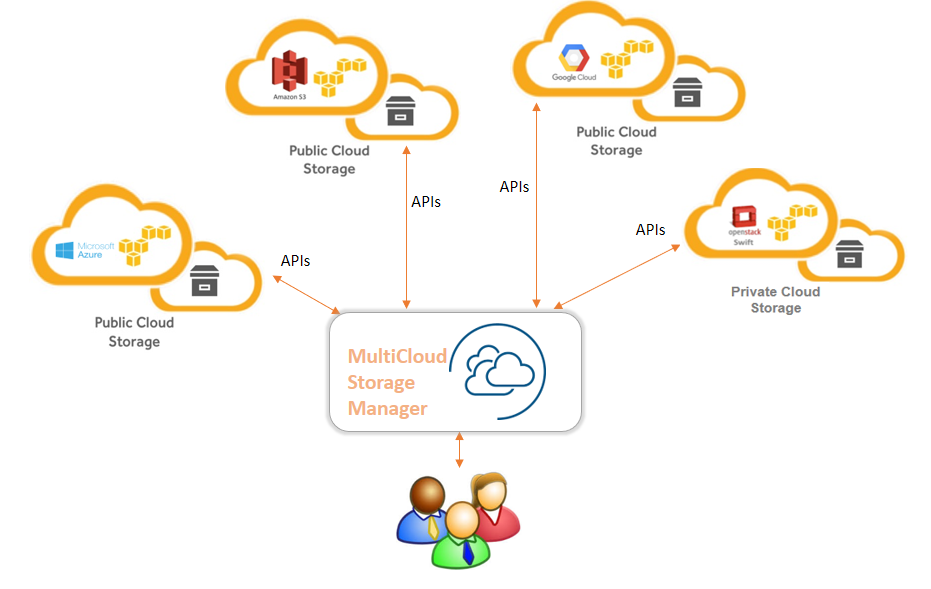 Amazon S3
Public Cloud
Storage
Google Cloud
Public Cloud
Storage
APIs
APIs
Microsoft
Azure
Public Cloud
Storage
APIs
openstack
Swift
Private Cloud
Storage
APIs
MultiCloud
Storage
Manager